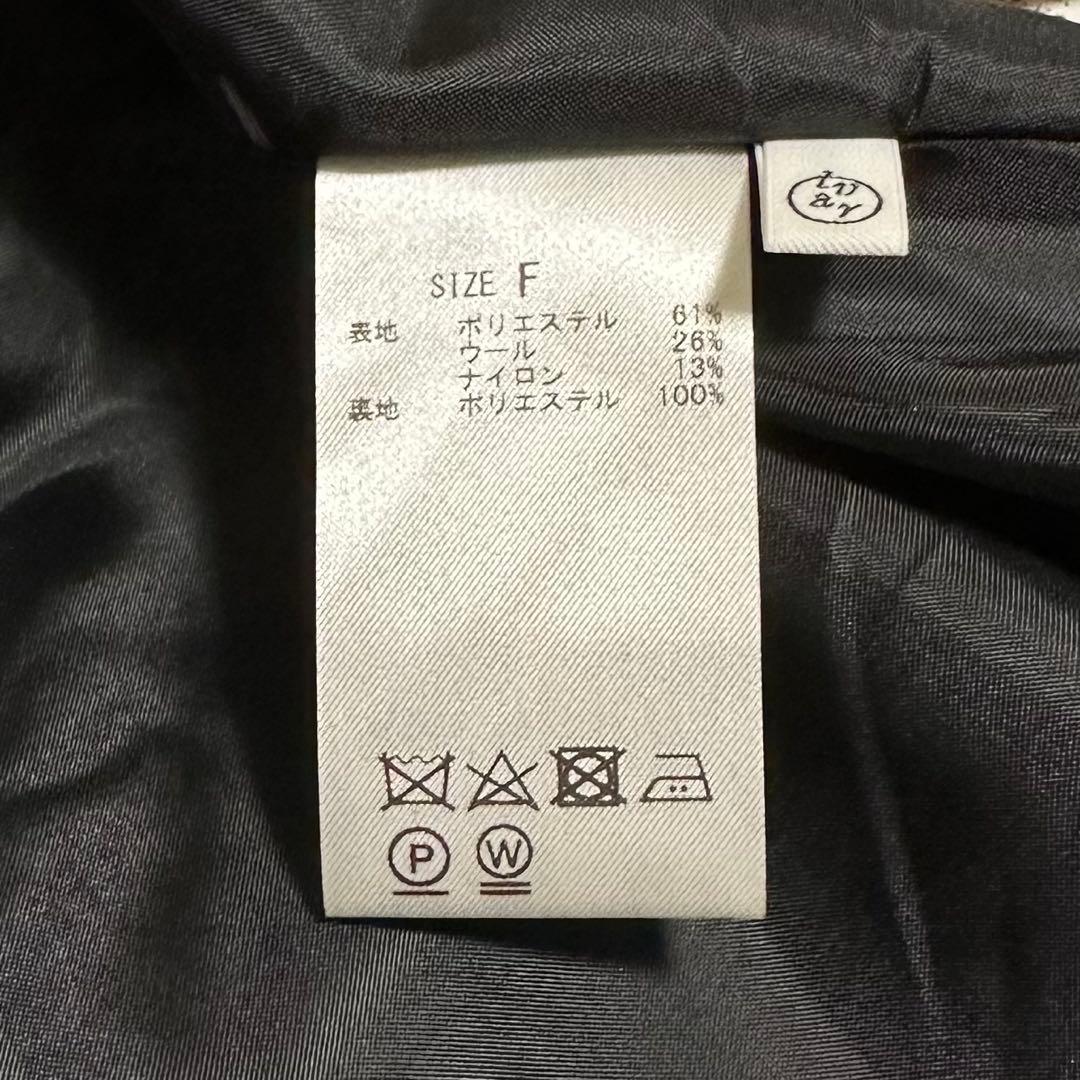 SIZE F
表地 ポリエステル 61%
ウール 26%
ナイロン 13%
裏地 ポリエステル 100%
P W